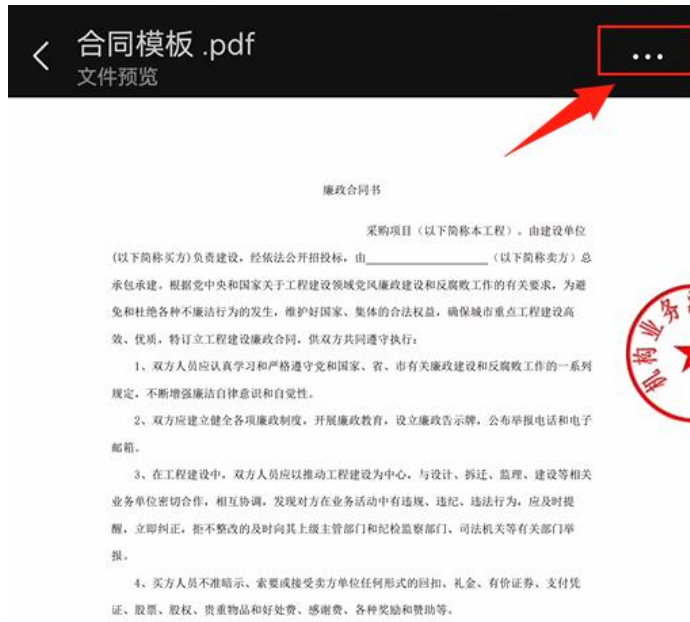 合同模板 .pdf
文件预览
...
廉政合同书
采购项目（以下简称本工程）。由建设单位
(以下简称买方)负责建设，经依法公开招投标，由____________（以下简称卖方）总
承包承建。根据党中央和国家关于工程建设领域党风廉政建设和反腐败工作的有关要求，为避
免和杜绝各种不廉洁行为的发生，维护好国家、集体的合法权益，确保城市重点工程建设高
效、优质，特订立工程建设廉政合同，供双方共同遵守执行：
1、双方人员应认真学习和严格遵守党和国家、省、市有关廉政建设和反腐败工作的一系列
规定，不断增强廉洁自律意识和自觉性。
2、双方应建立健全各项廉政制度，开展廉政教育，设立廉政告示牌，公布举报电话和电子
邮箱。
3、在工程建设中，双方人员应以推动工程建设为中心，与设计、拆迁、监理、建设等相关
业务单位密切合作，相互协调，发现对方在业务活动中有违规、违纪、违法行为，应及时提
醒，立即纠正，拒不整改的及时向其上级主管部门和纪检监察部门、司法机关等有关部门举
报。
4、买方人员不准暗示、索要或接受卖方单位任何形式的回扣、礼金、有价证券、支付凭
证、股票、股权、贵重物品和好处费、感谢费、各种奖励和赞助等。
机构业务